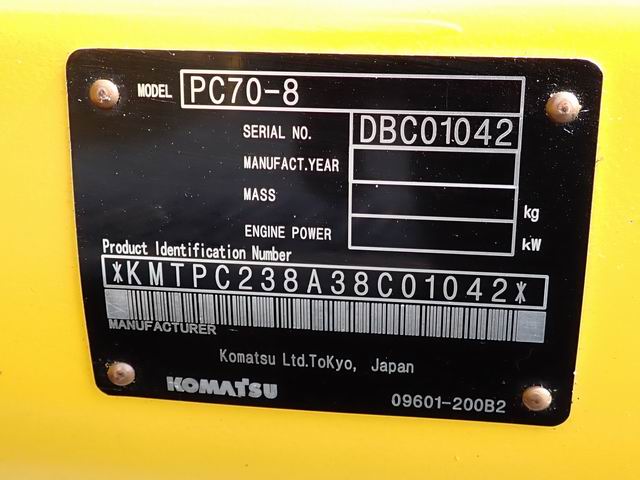 MODEL PC70-8
SERIAL NO. DBC01042
MANUFACT.YEAR
MASS kg
ENGINE POWER kW
Product Identification Number
*KMTPC238A38C01042*
MANUFACTURER
Komatsu Ltd.ToKyo, Japan
KOMATSU 09601-200B2